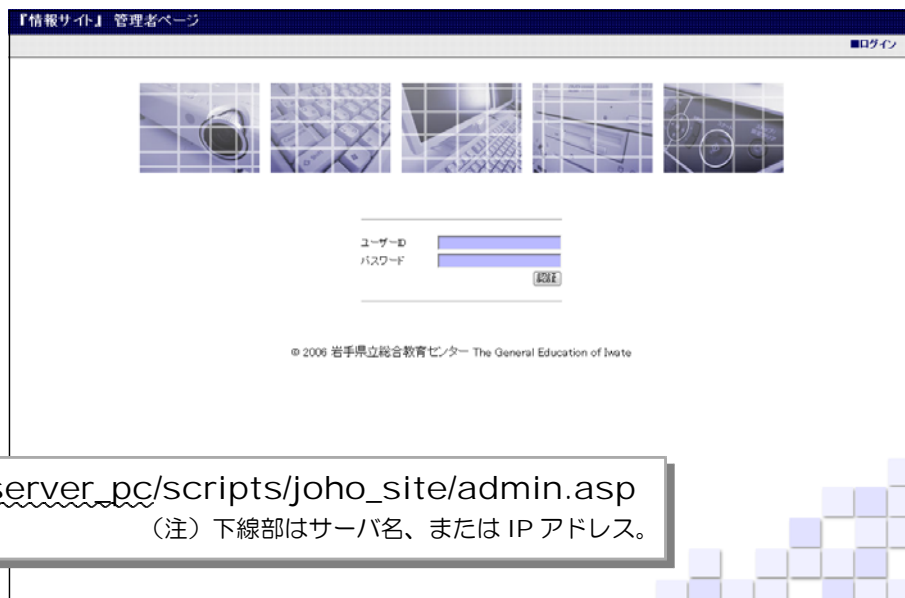 『情報サイト』 管理者ページ
■ログイン
ユーザーID
パスワード
認証
© 2006 岩手県立総合教育センター The General Education of Iwate
server_pc/scripts/joho_site/admin.asp
（注）下線部はサーバ名、または IP アドレス。